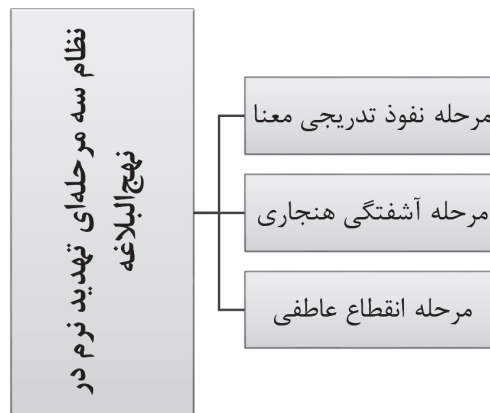 نظام سه مرحله‌ای تهدید نرم در
نهج‌البلاغه
مرحله نفوذ تدریجی معنا
مرحله آشفتگی هنجاری
مرحله انقطاع عاطفی